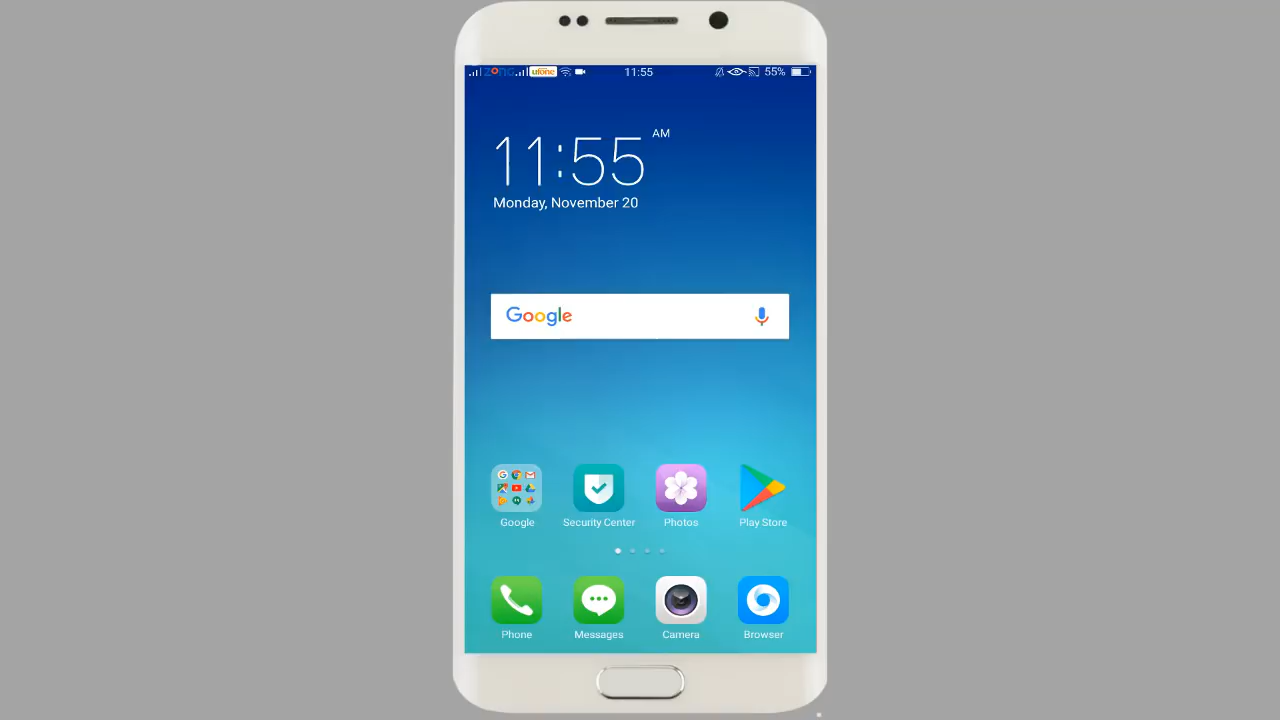 ZONG ufone 11:55 55%
11:55 AM
Monday, November 20
Google
Google Security Center Photos Play Store
Phone Messages Camera Browser